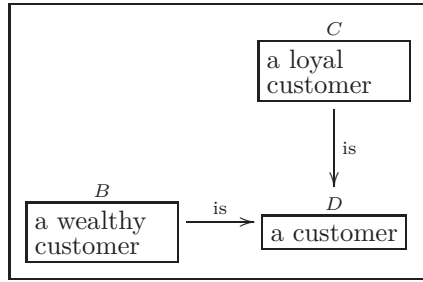 C
a loyal
customer
is
B
a wealthy
customer
is
D
a customer